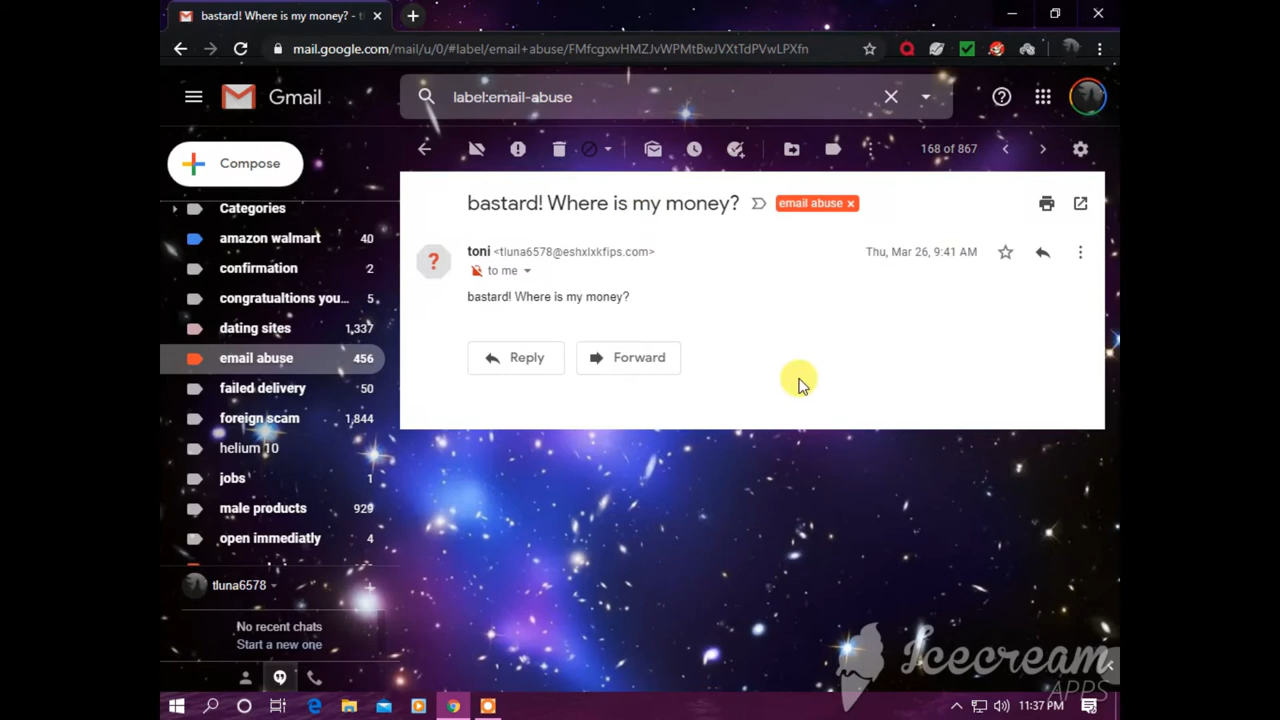 bastard! Where is my money? - t
mail.google.com/mail/u/0/#label/email+abuse/FMfcgxwHMZJvWPMtBwJVXtTdPVwLPXfn
Gmail
label:email-abuse
Compose
168 of 867
Categories
amazon walmart 40
confirmation 2
congratualtions you... 5
dating sites 1,337
email abuse 456
failed delivery 50
foreign scam 1,844
helium 10
jobs 1
male products 929
open immediatly 4
tluna6578
No recent chats
Start a new one
bastard! Where is my money?
email abuse x
toni <tluna6578@eshxlxkfips.com>
Thu, Mar 26, 9:41 AM
to me
bastard! Where is my money?
Reply
Forward
Icecream
APPS
11:37 PM